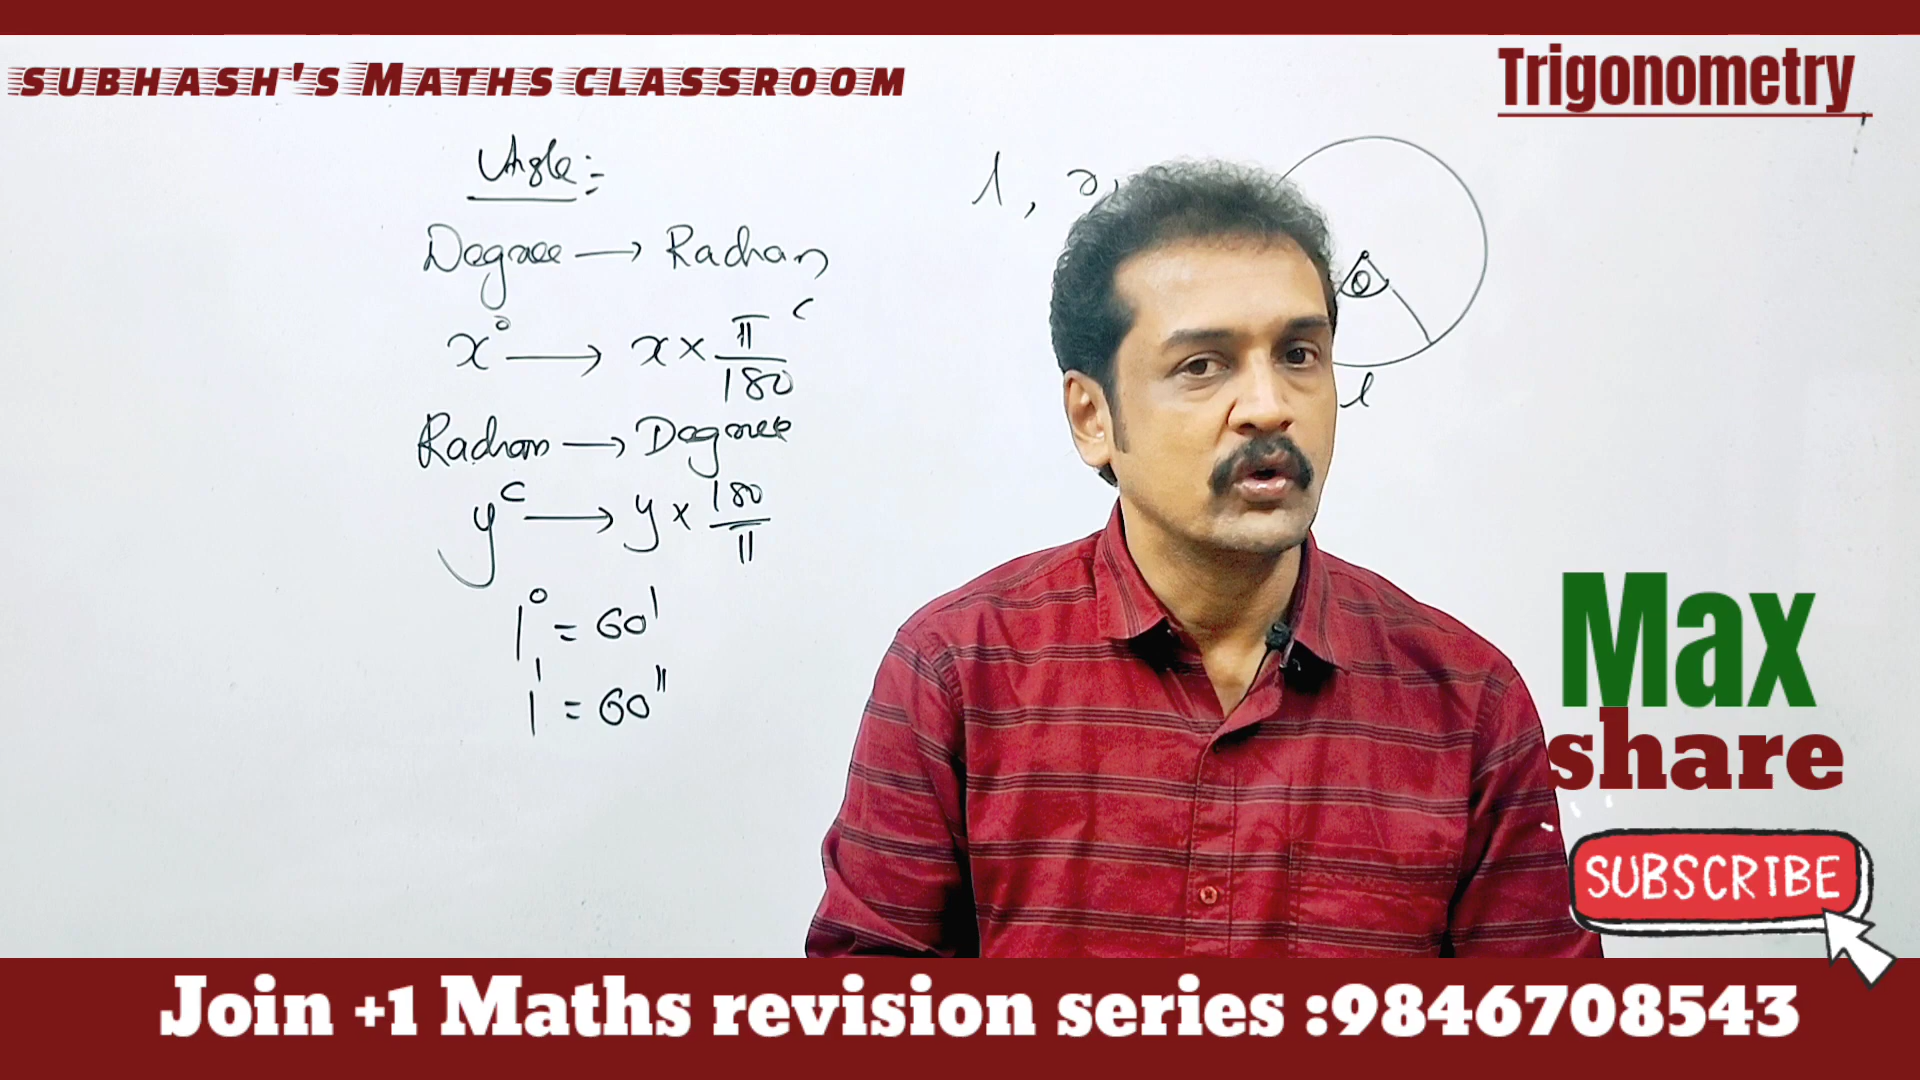 SUBHASH'S MATHS CLASSROOM
Trigonometry
Angle:-
l, r,
Degree → Radian
θ
x° → x × π/180 ᶜ
l
Radian → Degree
yᶜ → y × 180/π
1° = 60'
1' = 60"
Max
share
SUBSCRIBE
Join +1 Maths revision series :9846708543